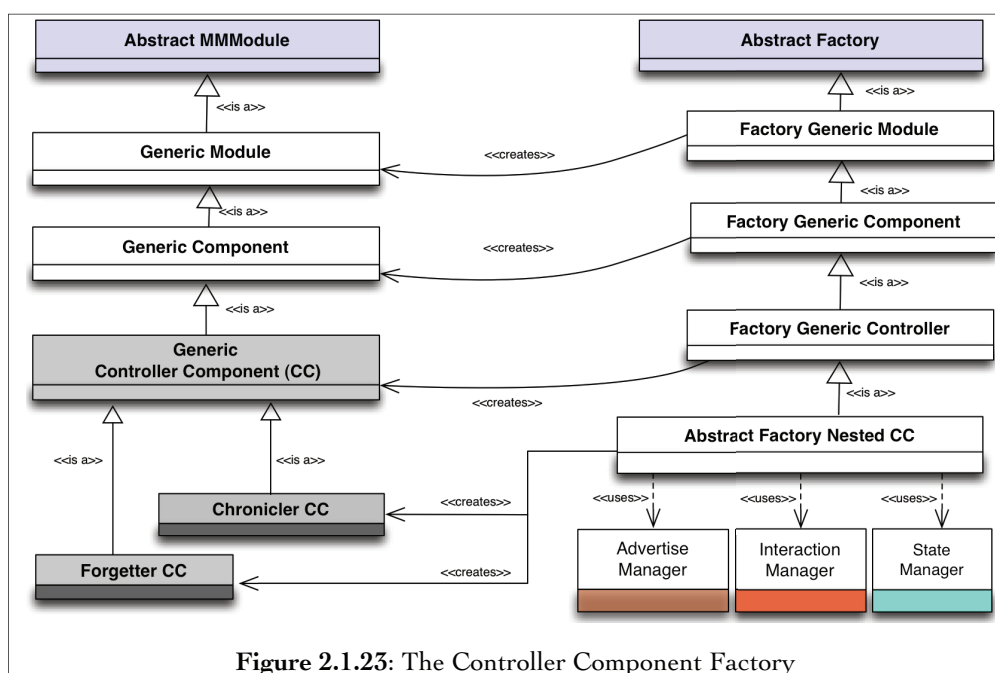 Abstract MMModule
Abstract Factory
<<is a>>
<<is a>>
Generic Module
Factory Generic Module
<<creates>>
<<is a>>
<<is a>>
Generic Component
Factory Generic Component
<<creates>>
<<is a>>
<<is a>>
Generic
Controller Component (CC)
Factory Generic Controller
<<creates>>
<<is a>>
Abstract Factory Nested CC
<<is a>>
<<is a>>
Chronicler CC
<<creates>>
<<uses>>
<<uses>>
<<uses>>
Forgetter CC
<<creates>>
Advertise
Manager
Interaction
Manager
State
Manager
Figure 2.1.23: The Controller Component Factory